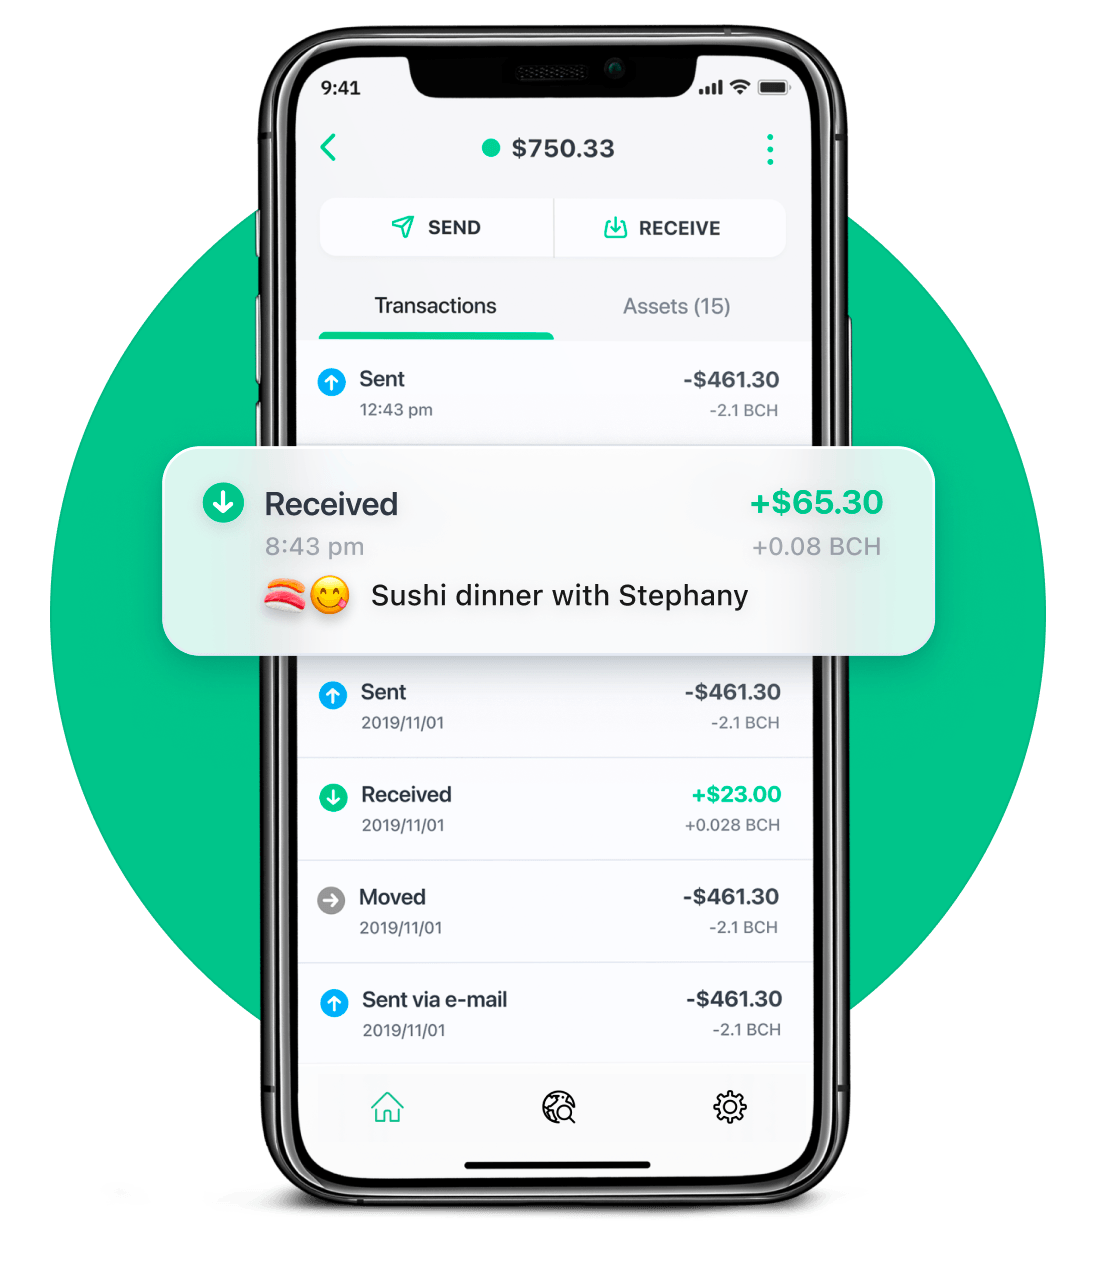 9:41
$750.33
SEND RECEIVE
Transactions Assets (15)
Sent -$461.30
12:43 pm -2.1 BCH
Received +$65.30
8:43 pm +0.08 BCH
Sushi dinner with Stephany
Sent -$461.30
2019/11/01 -2.1 BCH
Received +$23.00
2019/11/01 +0.028 BCH
Moved -$461.30
2019/11/01 -2.1 BCH
Sent via e-mail -$461.30
2019/11/01 -2.1 BCH